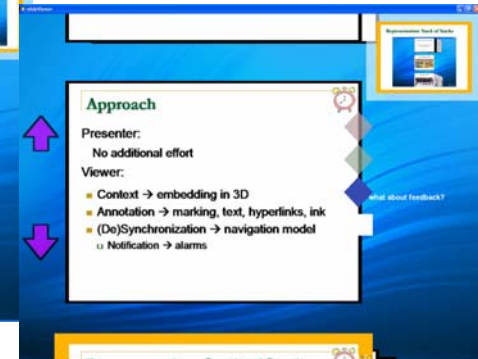 Representation: Stack of Stacks
Approach
Presenter:
No additional effort
Viewer:
Context → embedding in 3D
Annotation → marking, text, hyperlinks, ink
(De)Synchronization → navigation model
Notification → alarms
what about feedback?